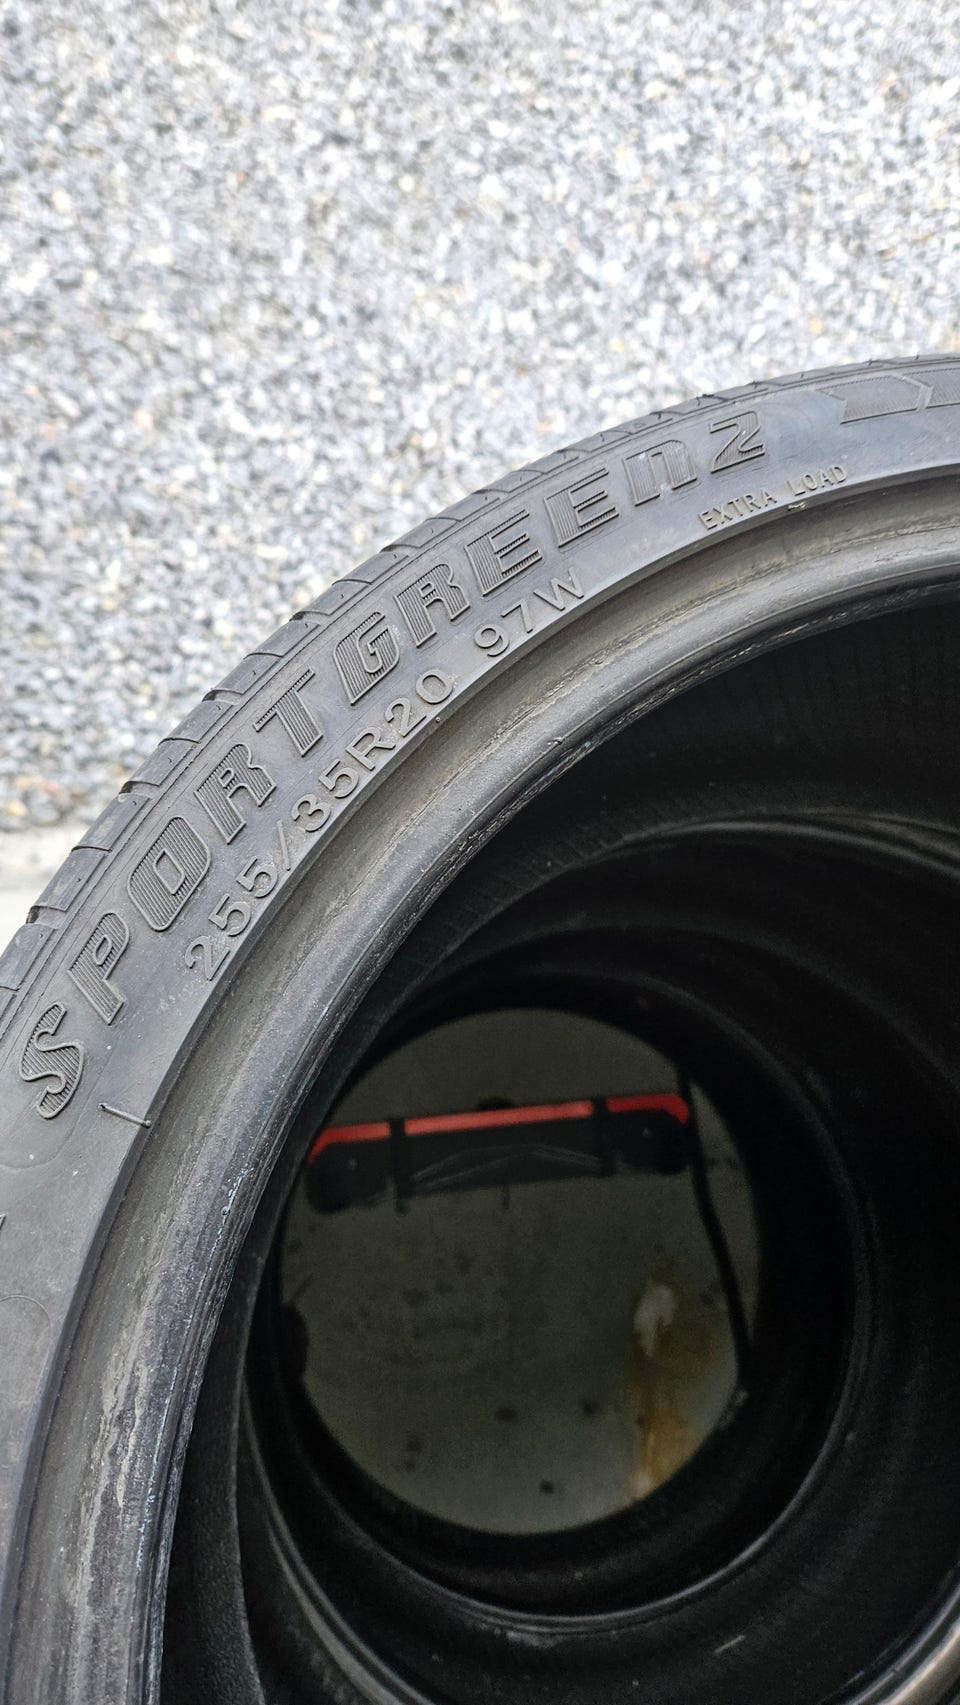 SPORTGREEN2
255/35R20 97W
EXTRA LOAD